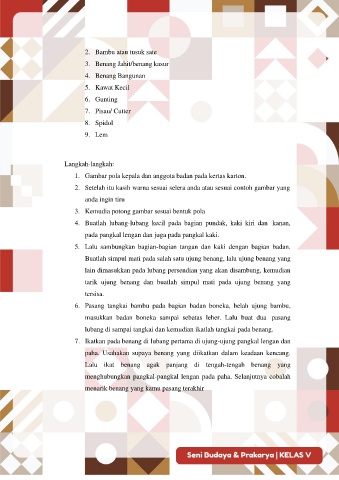 2. Bambu atau tusuk sate
3. Benang Jahit/benang kasur
4. Benang Bangunan
5. Kawat Kecil
6. Gunting
7. Pisau/ Cutter
8. Spidol
9. Lem
Langkah-langkah:
1. Gambar pola kepala dan anggota badan pada kertas karton.
2. Setelah itu kasih warna sesuai selera anda atau sesuai contoh gambar yang
anda ingin tiru
3. Kemudia potong gambar sesuai bentuk pola
4. Buatlah lubang-lubang kecil pada bagian pundak, kaki kiri dan kanan,
pada pangkal lengan dan juga pada pangkal kaki.
5. Lalu sambungkan bagian-bagian tangan dan kaki dengan bagian badan.
Buatlah simpul mati pada salah satu ujung benang, lalu ujung benang yang
lain dimasukkan pada lubang persendian yang akan disambung, kemudian
tarik ujung benang dan buatlah simpul mati pada ujung benang yang
tersisa.
6. Pasang tangkai bambu pada bagian badan boneka, belah ujung bambu,
masukkan badan boneka sampai sebatas leher. Lalu buat dua pasang
lubang di sampai tangkai dan kemudian ikatlah tangkai pada benang.
7. Ikatkan pada benang di lubang pertama di ujung-ujung pangkal lengan dan
paha. Usahakan supaya benang yang diikatkan dalam keadaan kencang.
Lalu ikat benang agak panjang di tengah-tengah benang yang
menghubungkan pangkal-pangkal lengan pada paha. Selanjutnya cobalah
menarik benang yang kamu pasang terakhir
Seni Budaya & Prakarya | KELAS V